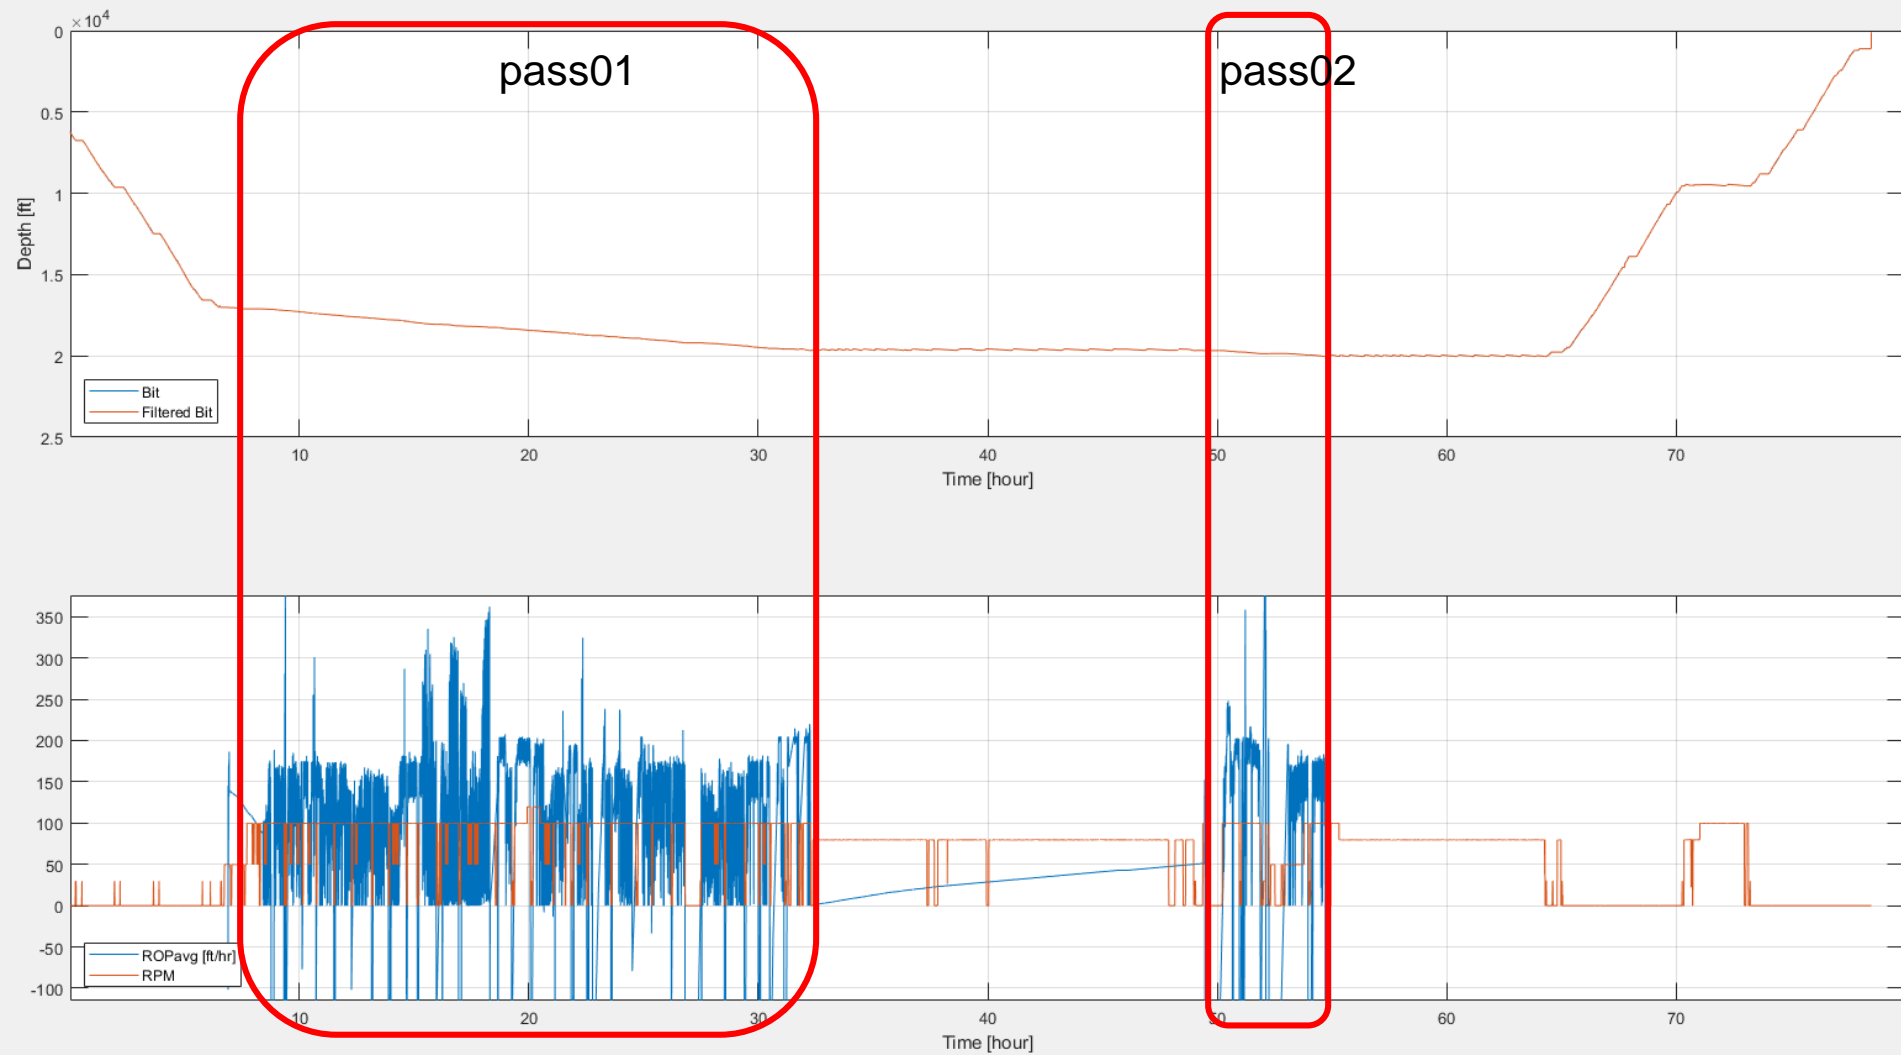 ×10⁴
pass01
pass02
0
0.5
1
1.5
2
2.5
Depth [ft]
Bit
Filtered Bit
10 20 30 40 50 60 70
Time [hour]
350
300
250
200
150
100
50
0
-50
-100
ROPavg [ft/hr]
RPM
10 20 30 40 50 60 70
Time [hour]